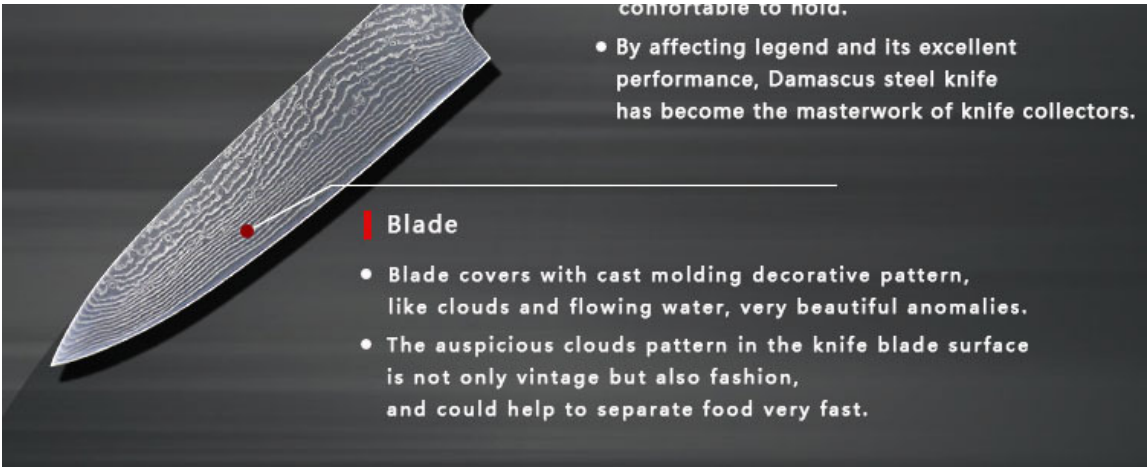 confortable to hold.
By affecting legend and its excellent
performance, Damascus steel knife
has become the masterwork of knife collectors.
Blade
Blade covers with cast molding decorative pattern,
like clouds and flowing water, very beautiful anomalies.
The auspicious clouds pattern in the knife blade surface
is not only vintage but also fashion,
and could help to separate food very fast.